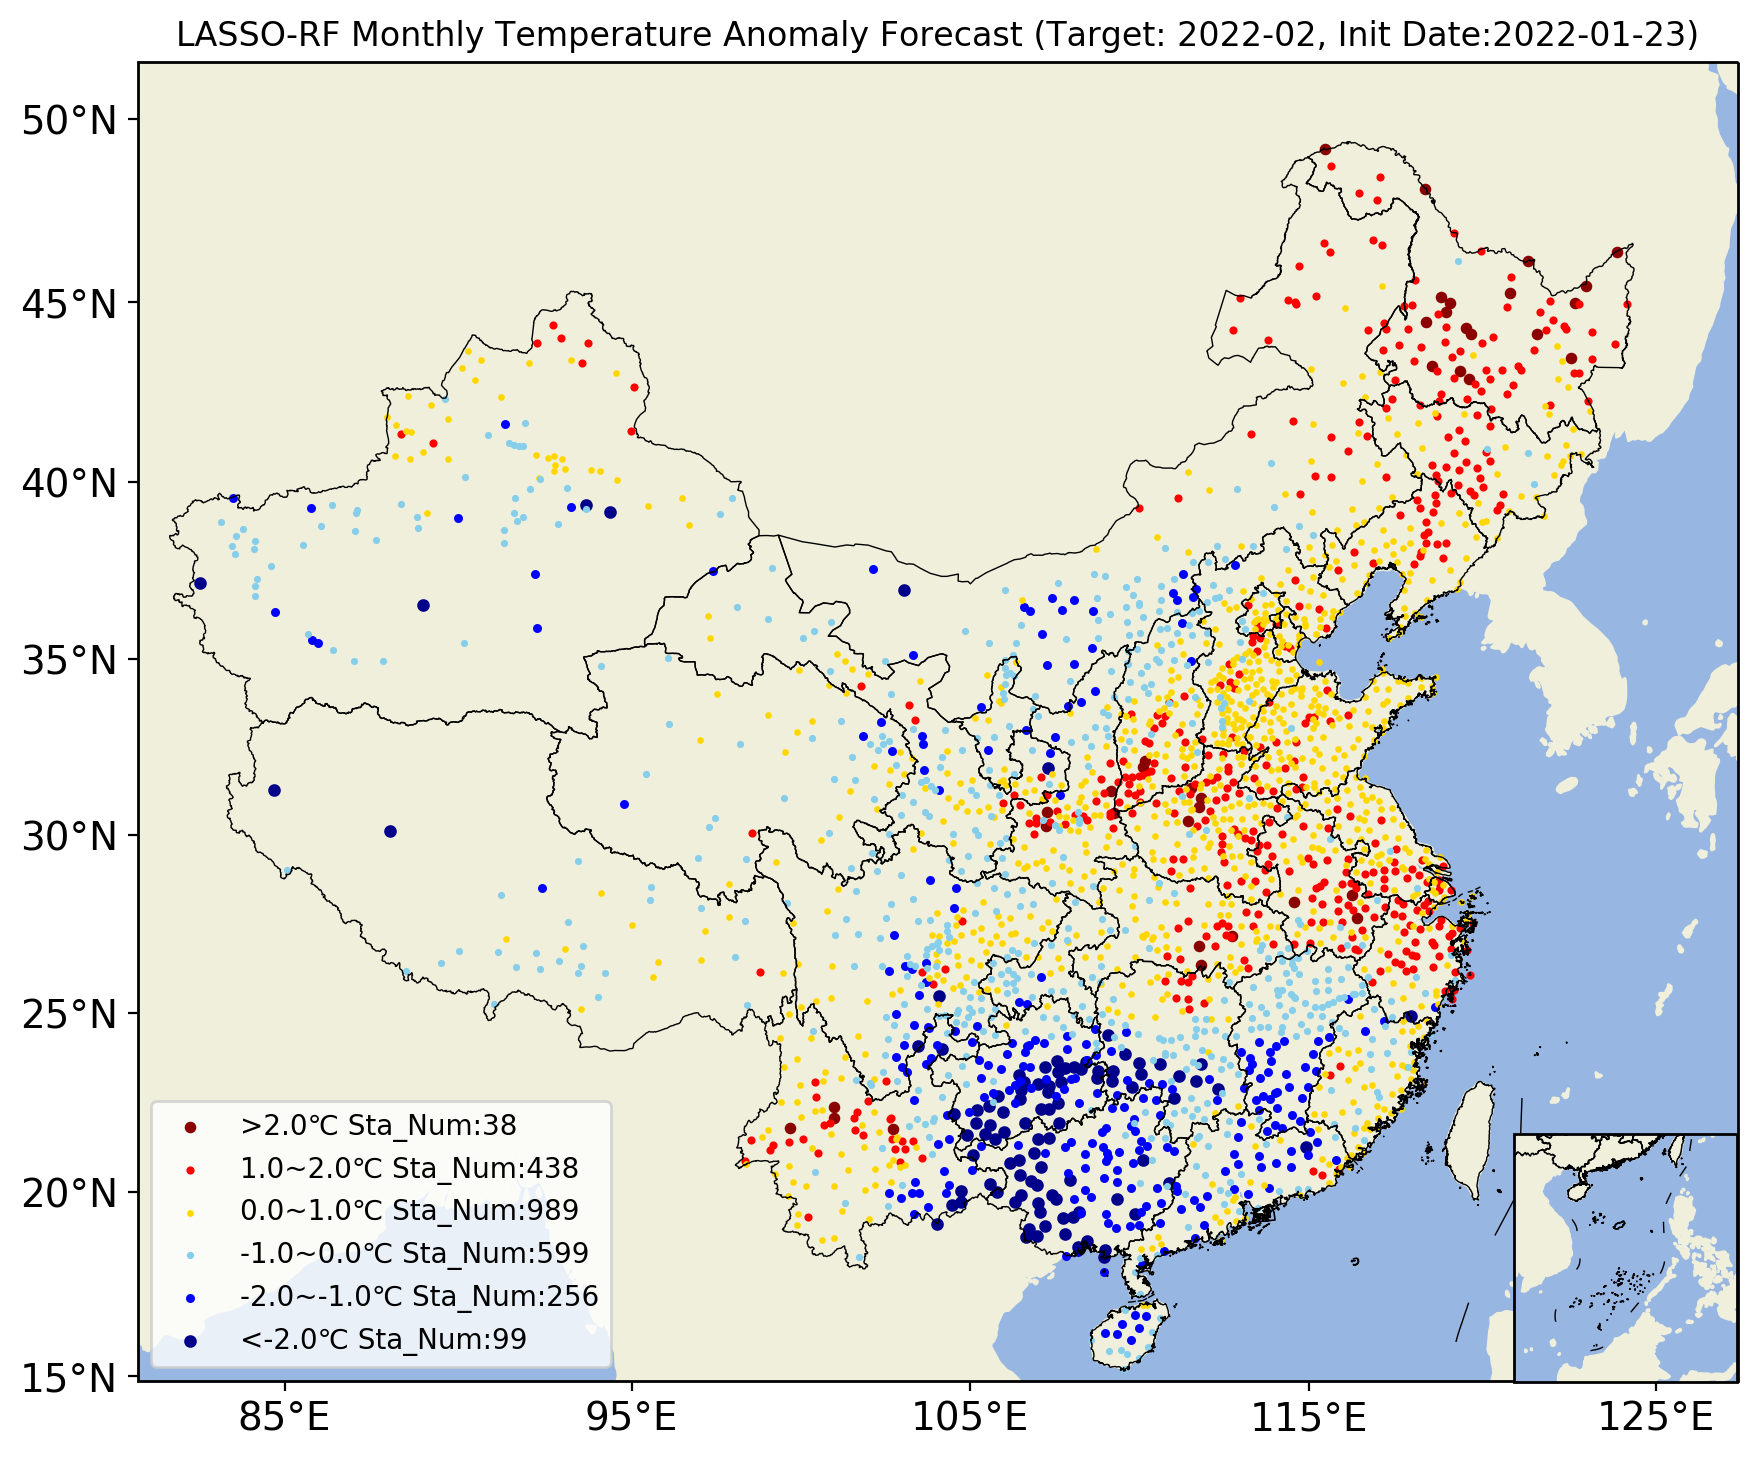 LASSO-RF Monthly Temperature Anomaly Forecast (Target: 2022-02, Init Date:2022-01-23)
50°N
45°N
40°N
35°N
30°N
25°N
20°N
15°N
>2.0℃ Sta_Num:38
1.0~2.0℃ Sta_Num:438
0.0~1.0℃ Sta_Num:989
-1.0~0.0℃ Sta_Num:599
-2.0~-1.0℃ Sta_Num:256
<-2.0℃ Sta_Num:99
85°E
95°E
105°E
115°E
125°E